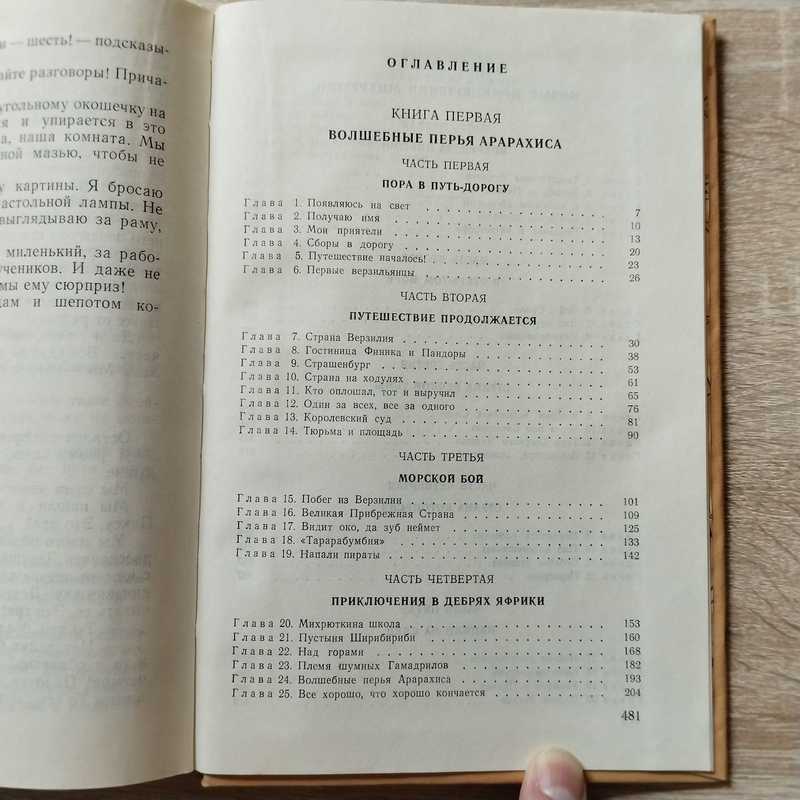 и — шесть! — подсказы-
айте разговоры! Прича-
угольному окошечку на
я и упирается в это
а, наша комната. Мы
ной мазью, чтобы не
у картины. Я бросаю
астольной лампы. Не
выглядываю за раму,
миленький, за рабо-
учеников. И даже не
мы ему сюрприз!
дам и шепотом ко-
ОГЛАВЛЕНИЕ
КНИГА ПЕРВАЯ
ВОЛШЕБНЫЕ ПЕРЬЯ АРАРАХИСА
ЧАСТЬ ПЕРВАЯ
ПОРА В ПУТЬ-ДОРОГУ
Глава 1. Появляюсь на свет . . . . . . . . . . . . . 7
Глава 2. Получаю имя . . . . . . . . . . . . . 10
Глава 3. Мои приятели . . . . . . . . . . . . . 13
Глава 4. Сборы в дорогу . . . . . . . . . . . . . 20
Глава 5. Путешествие началось! . . . . . . . . . . . . . 23
Глава 6. Первые верзильянцы . . . . . . . . . . . . . 26
ЧАСТЬ ВТОРАЯ
ПУТЕШЕСТВИЕ ПРОДОЛЖАЕТСЯ
Глава 7. Страна Верзилия . . . . . . . . . . . . . 30
Глава 8. Гостиница Финика и Пандоры . . . . . . . . . . 38
Глава 9. Страшенбург . . . . . . . . . . . . . 53
Глава 10. Страна на ходулях . . . . . . . . . . . . . 61
Глава 11. Кто оплошал, тот и выручил . . . . . . . . . . 65
Глава 12. Один за всех, все за одного . . . . . . . . . . 76
Глава 13. Королевский суд . . . . . . . . . . . . . 81
Глава 14. Тюрьма и площадь . . . . . . . . . . . . . 90
ЧАСТЬ ТРЕТЬЯ
МОРСКОЙ БОЙ
Глава 15. Побег из Верзилии . . . . . . . . . . . . . 101
Глава 16. Великая Прибрежная Страна . . . . . . . . . . 109
Глава 17. Видит око, да зуб неймет . . . . . . . . . . 125
Глава 18. «Тарарабумбия» . . . . . . . . . . . . . 133
Глава 19. Напали пираты . . . . . . . . . . . . . 142
ЧАСТЬ ЧЕТВЕРТАЯ
ПРИКЛЮЧЕНИЯ В ДЕБРЯХ ЯФРИКИ
Глава 20. Михрюткина школа . . . . . . . . . . . . . 153
Глава 21. Пустыня Ширибириби . . . . . . . . . . . . . 160
Глава 22. Над горами . . . . . . . . . . . . . 168
Глава 23. Племя шумных Гамадрилов . . . . . . . . . . 182
Глава 24. Волшебные перья Арарахиса . . . . . . . . . . 193
Глава 25. Все хорошо, что хорошо кончается . . . . . . . . 204
481